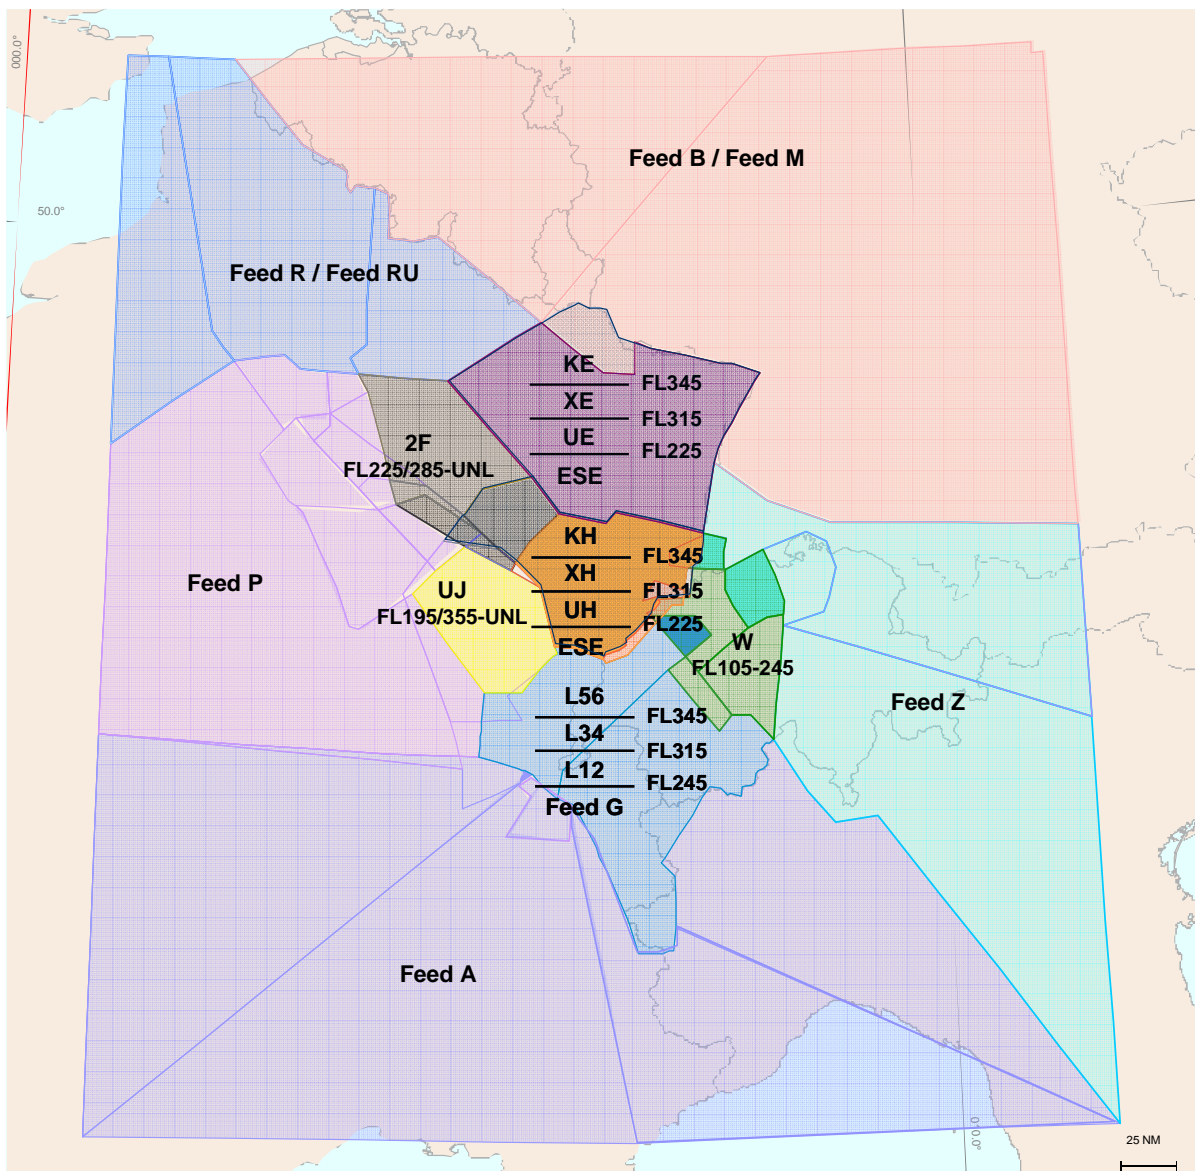 000.0°
Feed B / Feed M
50.0°
Feed R / Feed RU
KE
FL345
XE
FL315
UE
FL225
ESE
2F
FL225/285-UNL
KH
FL345
XH
FL315
UH
FL225
ESE
Feed P
UJ
FL195/355-UNL
W
FL105-245
Feed Z
L56
FL345
L34
FL315
L12
FL245
Feed G
Feed A
010.0°
25 NM